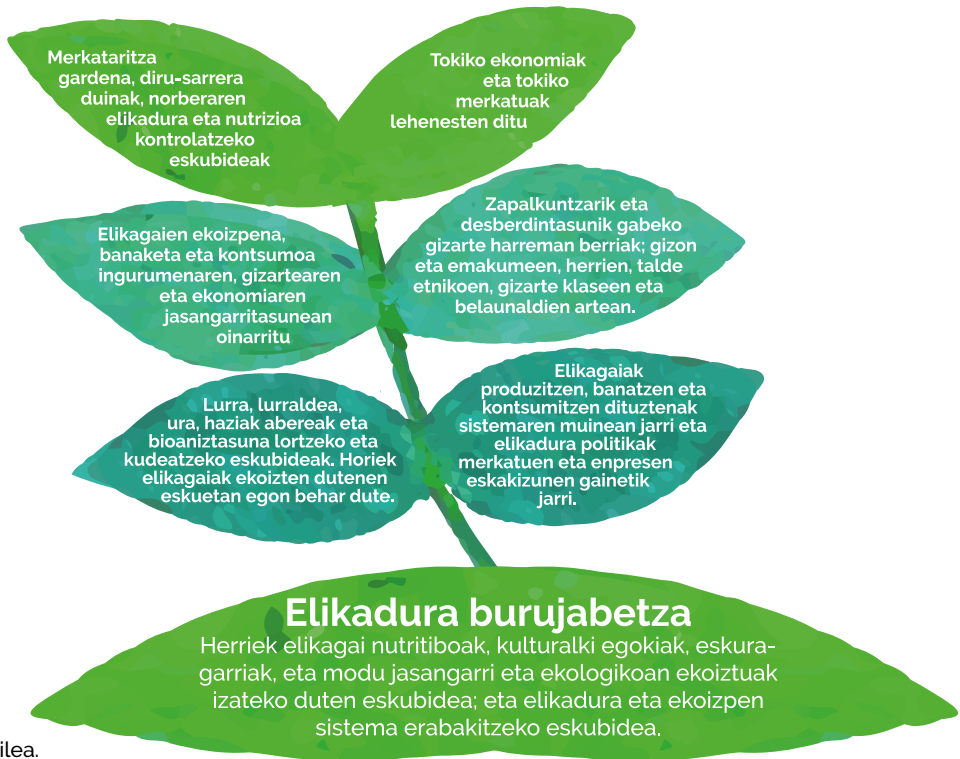 Merkataritza
gardena, diru-sarrera
duinak, norberaren
elikadura eta nutrizioa
kontrolatzeko
eskubideak
Tokiko ekonomiak
eta tokiko
merkatuak
lehenesten ditu
Elikagaien ekoizpena,
banaketa eta kontsumoa
ingurumenaren, gizartearen
eta ekonomiaren
jasangarritasunean
oinarritu
Zapalkuntzarik eta
desberdintasunik gabeko
gizarte harreman berriak; gizon
eta emakumeen, herrien, talde
etnikoen, gizarte klaseen eta
belaunaldien artean.
Lurra, lurraldea,
ura, haziak abereak eta
bioaniztasuna lortzeko eta
kudeatzeko eskubideak. Horiek
elikagaiak ekoizten dutenen
eskuetan egon behar dute.
Elikagaiak
produzitzen, banatzen eta
kontsumitzen dituztenak
sistemaren muinean jarri eta
elikadura politikak
merkatuen eta enpresen
eskakizunen gainetik
jarri.
Elikadura burujabetza
Herriek elikagai nutritiboak, kulturalki egokiak, eskura-
garriak, eta modu jasangarri eta ekologikoan ekoiztuak
izateko duten eskubidea; eta elikadura eta ekoizpen
sistema erabakitzeko eskubidea.
ilea.